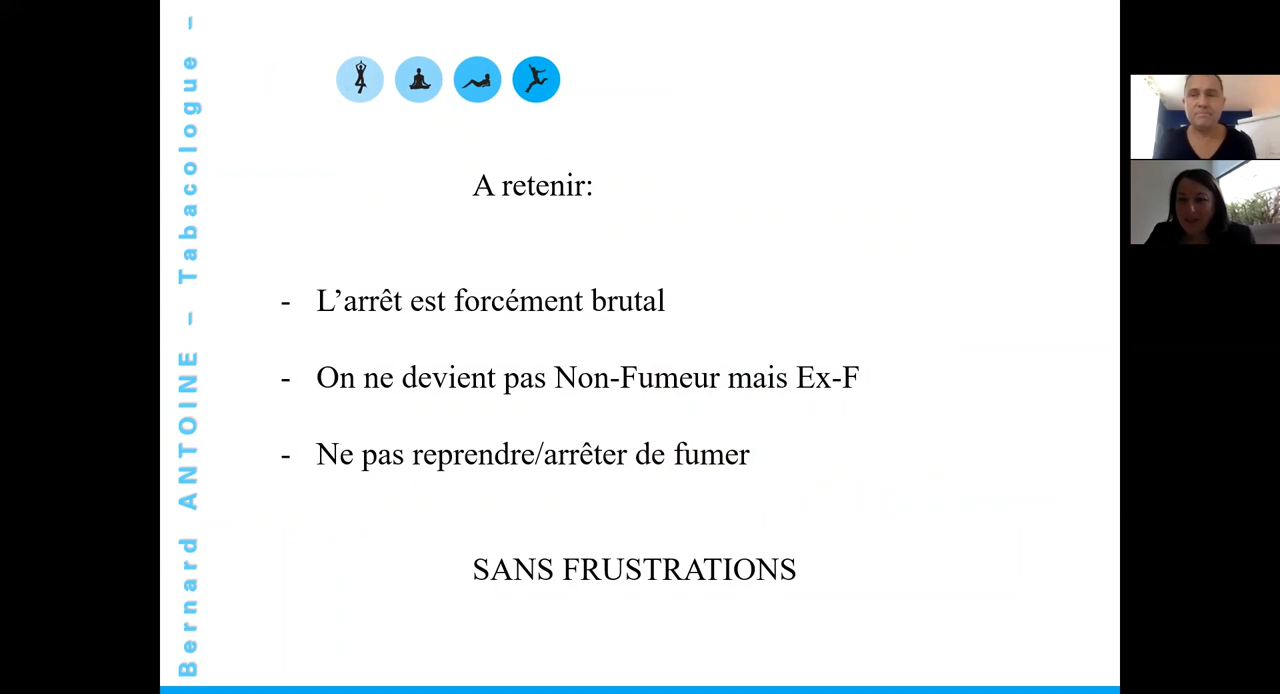 Bernard ANTOINE – Tabacologue –
A retenir:
- L’arrêt est forcément brutal
- On ne devient pas Non-Fumeur mais Ex-F
- Ne pas reprendre/arrêter de fumer
SANS FRUSTRATIONS